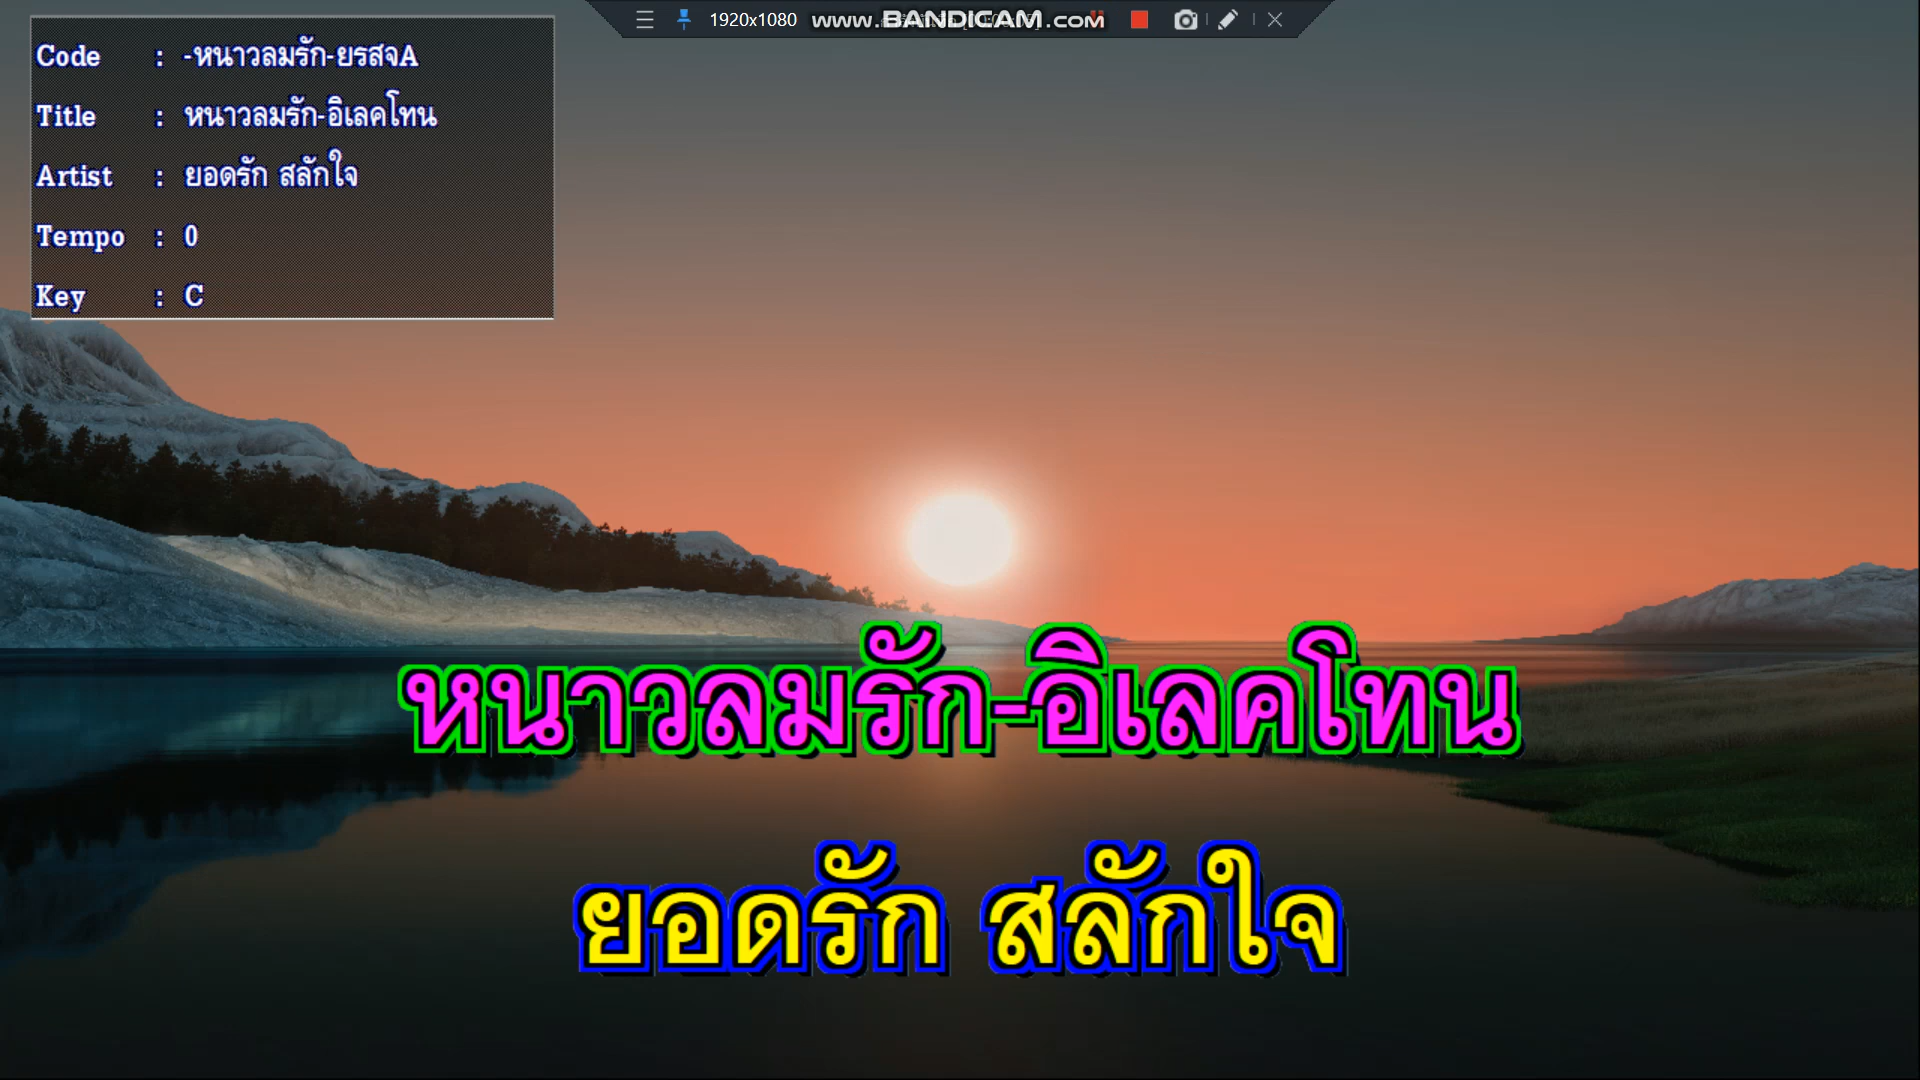 1920x1080 www.BANDICAM.com
Code : -หนาวลมรัก-ยรสจA
Title : หนาวลมรัก-อิเลคโทน
Artist : ยอดรัก สลักใจ
Tempo : 0
Key : C
หนาวลมรัก-อิเลคโทน
ยอดรัก สลักใจ